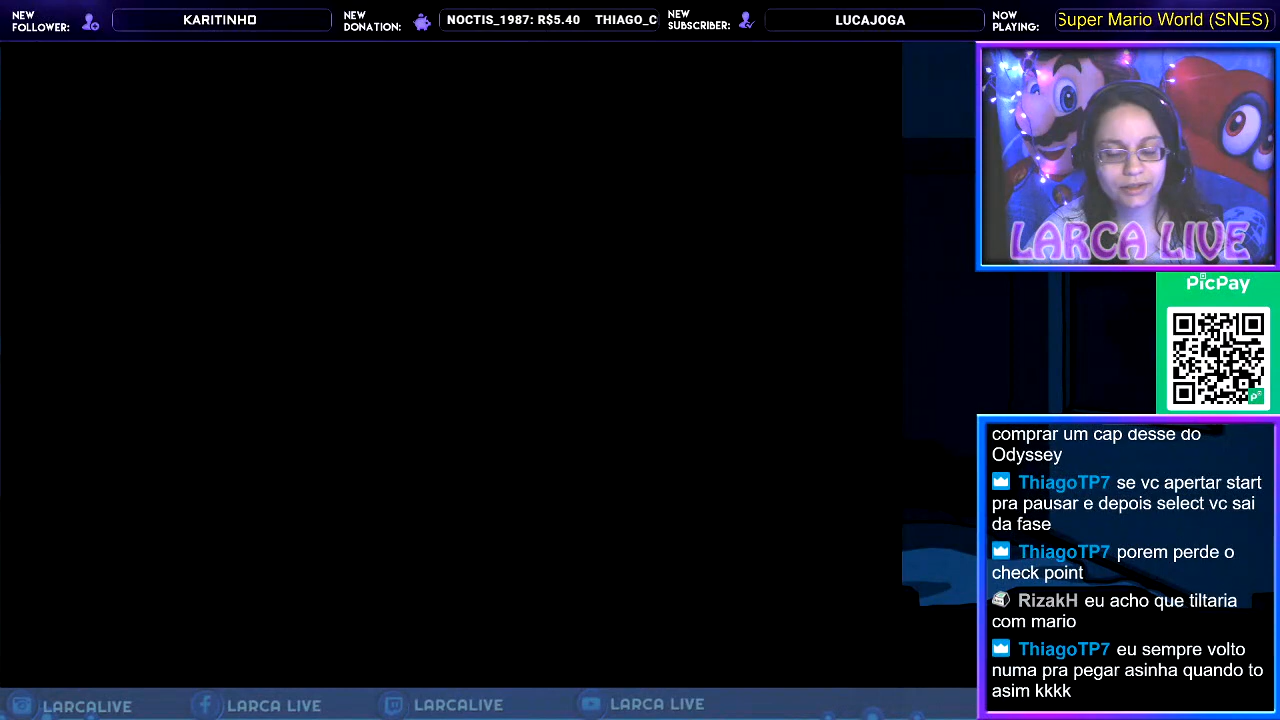 NEW FOLLOWER:
KARITINHO
NEW DONATION:
NOCTIS_1987: R$5.40 THIAGO_C
NEW SUBSCRIBER:
LUCAJOGA
NOW PLAYING:
Super Mario World (SNES)
LARCA LIVE
PicPay
comprar um cap desse do
Odyssey
ThiagoTP7 se vc apertar start
pra pausar e depois select vc sai
da fase
ThiagoTP7 porem perde o
check point
RizakH eu acho que tiltaria
com mario
ThiagoTP7 eu sempre volto
numa pra pegar asinha quando to
asim kkkk
LARCALIVE
LARCA LIVE
LARCALIVE
LARCA LIVE